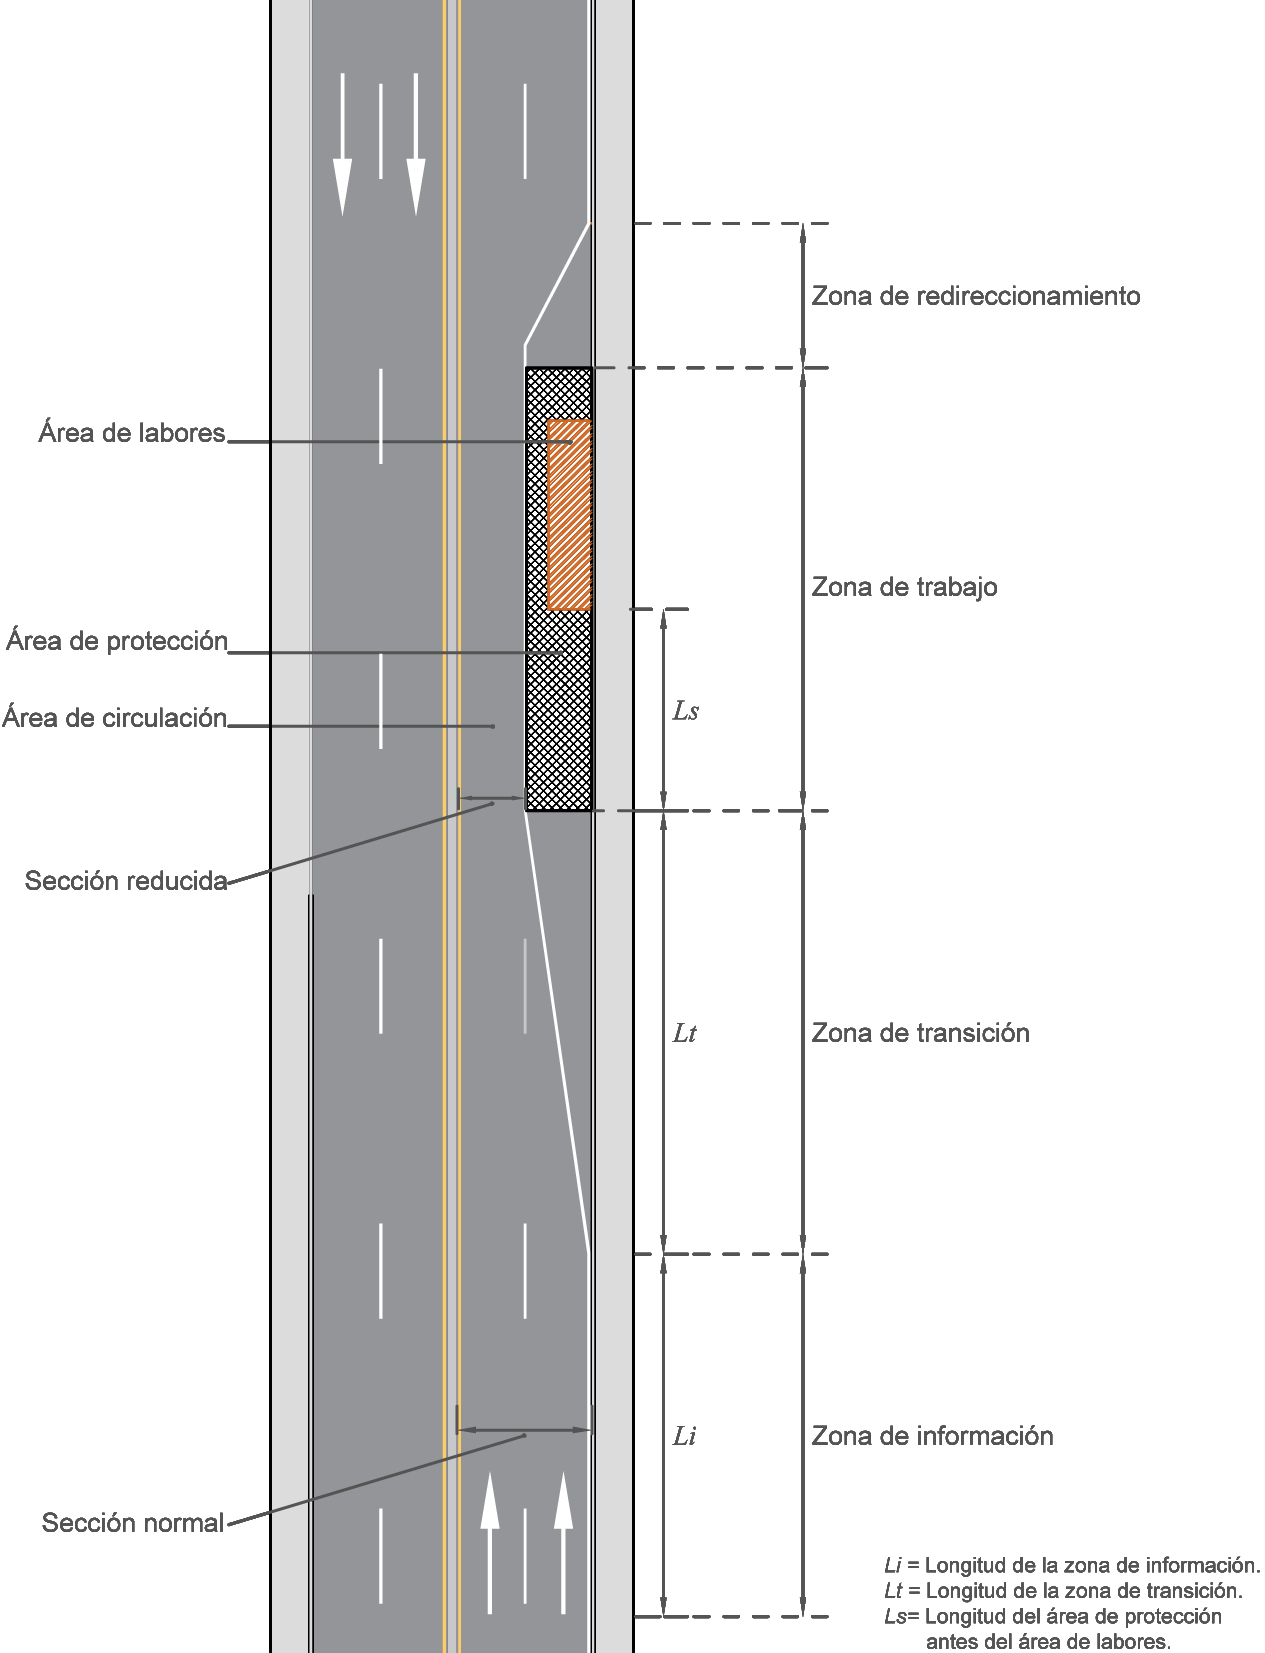 Zona de redireccionamiento
Área de labores
Zona de trabajo
Área de protección
Ls
Área de circulación
Sección reducida
Lt
Zona de transición
Li
Zona de información
Sección normal
Li = Longitud de la zona de información.
Lt = Longitud de la zona de transición.
Ls= Longitud del área de protección
antes del área de labores.